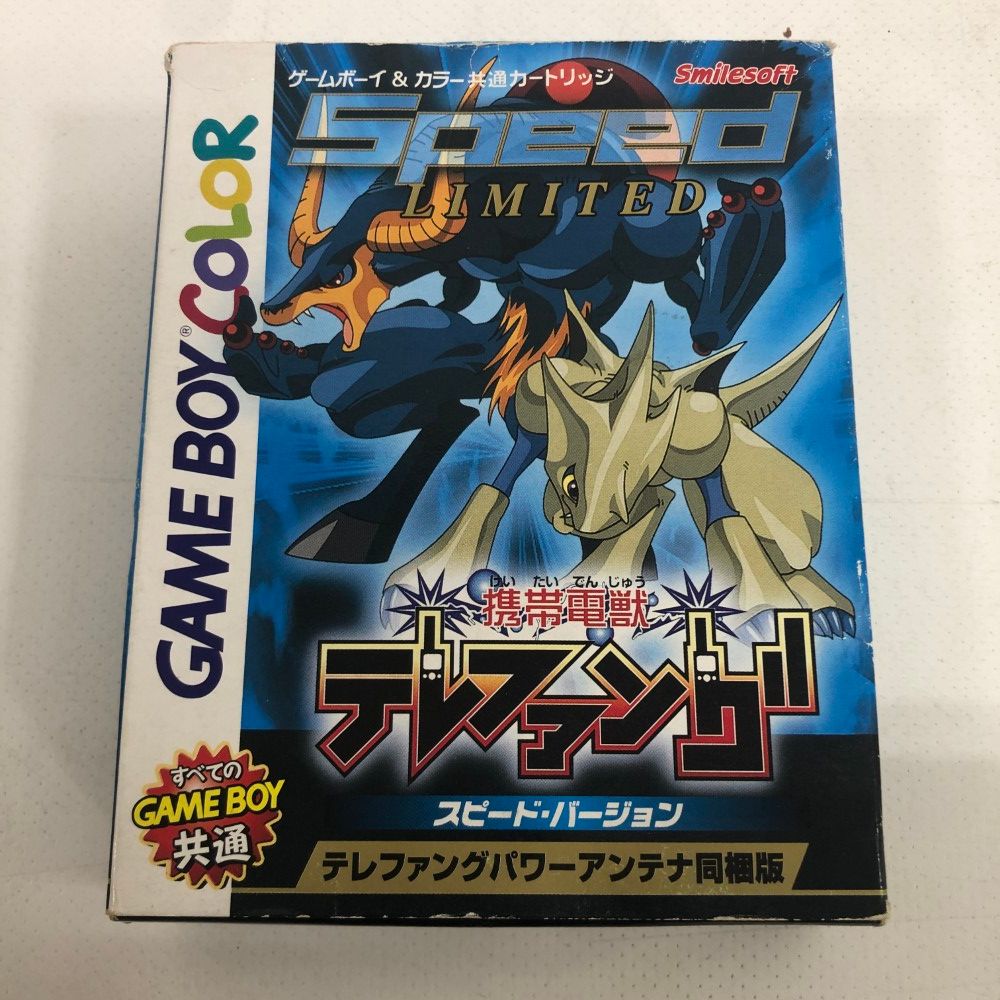 ゲームボーイ & カラー共通カートリッジ
Smilesoft
Speed
LIMITED
GAME BOY® COLOR
けい たい でん じゅう
携帯電獣
テレファング
スピード・バージョン
テレファングパワーアンテナ同梱版
すべての
GAME BOY
共通